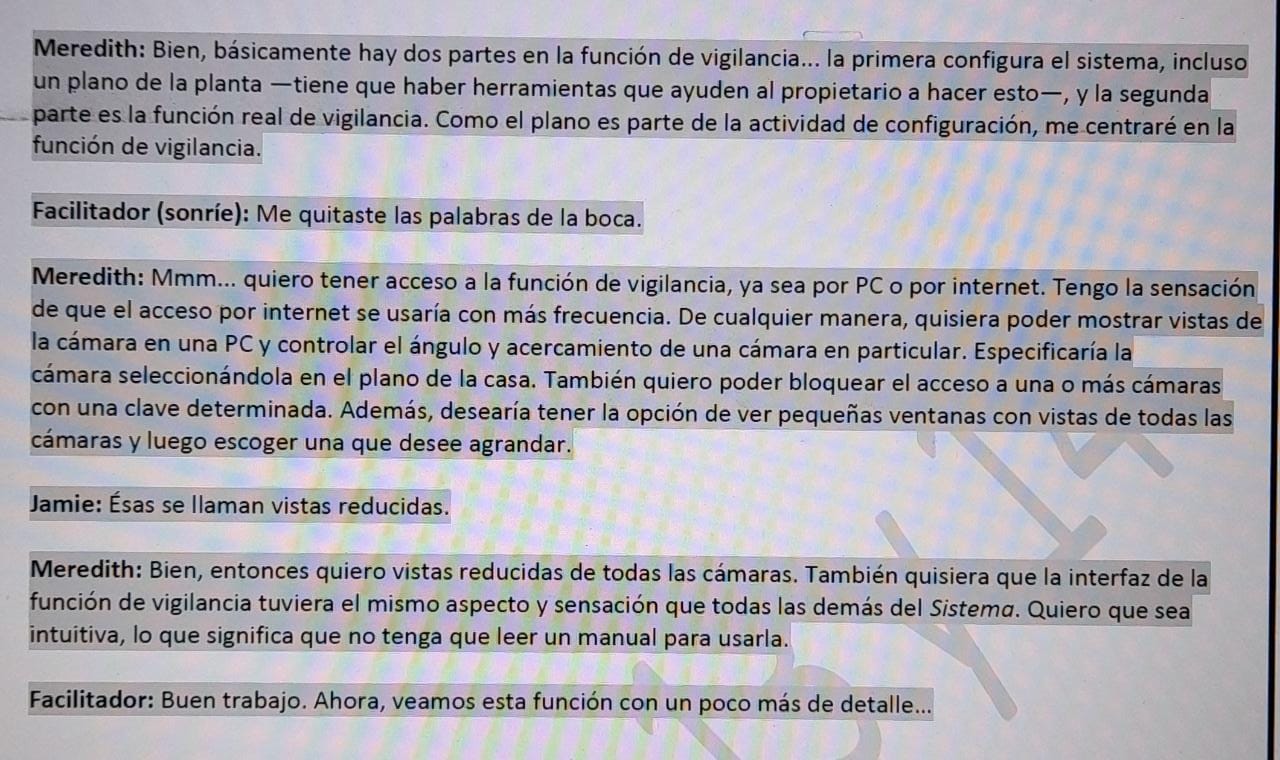 Meredith: Bien, básicamente hay dos partes en la función de vigilancia... la primera configura el sistema, incluso
un plano de la planta —tiene que haber herramientas que ayuden al propietario a hacer esto—, y la segunda
parte es la función real de vigilancia. Como el plano es parte de la actividad de configuración, me centraré en la
función de vigilancia.
Facilitador (sonríe): Me quitaste las palabras de la boca.
Meredith: Mmm... quiero tener acceso a la función de vigilancia, ya sea por PC o por internet. Tengo la sensación
de que el acceso por internet se usaría con más frecuencia. De cualquier manera, quisiera poder mostrar vistas de
la cámara en una PC y controlar el ángulo y acercamiento de una cámara en particular. Especificaría la
cámara seleccionándola en el plano de la casa. También quiero poder bloquear el acceso a una o más cámaras
con una clave determinada. Además, desearía tener la opción de ver pequeñas ventanas con vistas de todas las
cámaras y luego escoger una que desee agrandar.
Jamie: Ésas se llaman vistas reducidas.
Meredith: Bien, entonces quiero vistas reducidas de todas las cámaras. También quisiera que la interfaz de la
función de vigilancia tuviera el mismo aspecto y sensación que todas las demás del Sistema. Quiero que sea
intuitiva, lo que significa que no tenga que leer un manual para usarla.
Facilitador: Buen trabajo. Ahora, veamos esta función con un poco más de detalle...